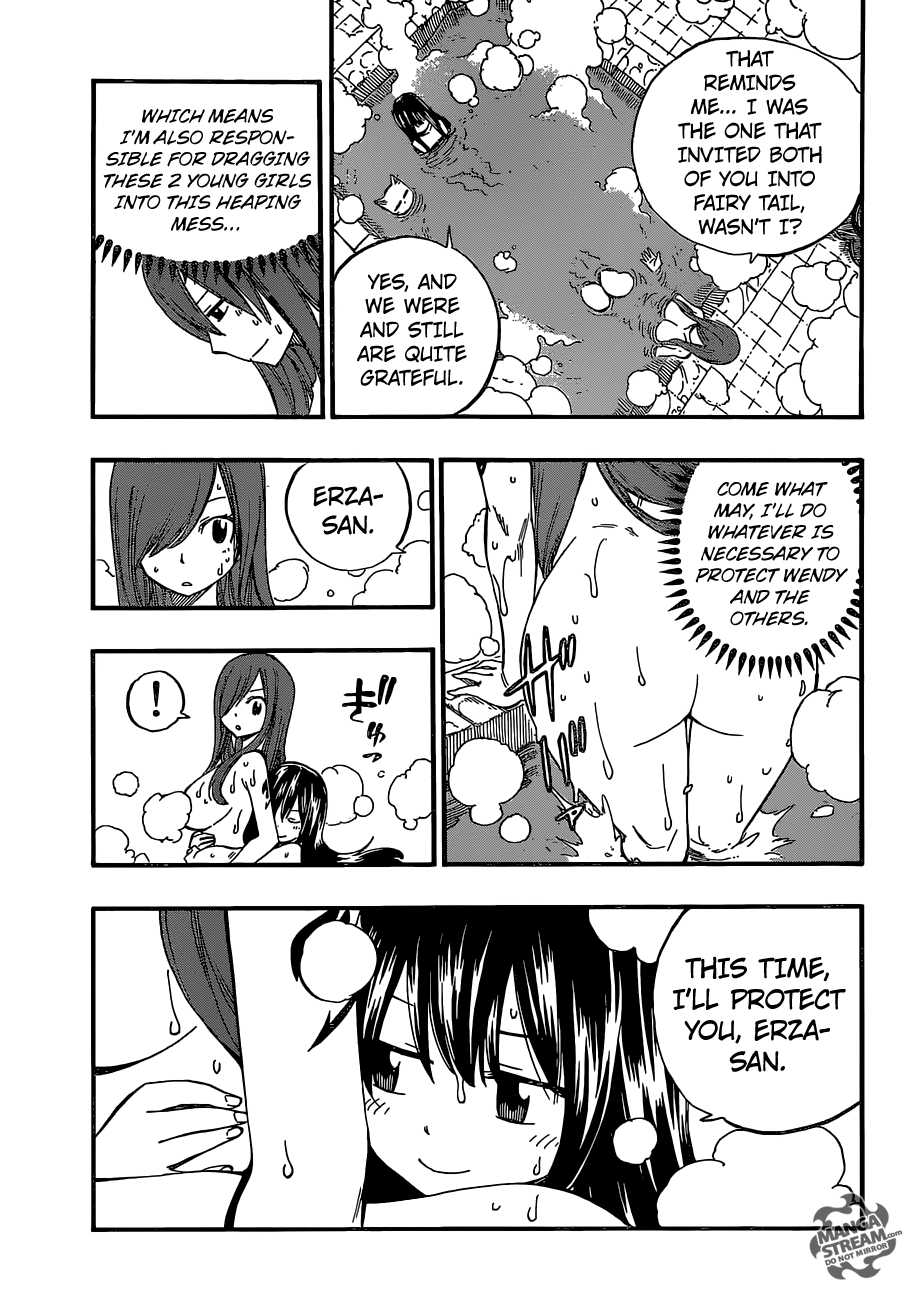 THAT
REMINDS
ME... I WAS
THE ONE THAT
INVITED BOTH
OF YOU INTO
FAIRY TAIL,
WASN'T I?
YES, AND
WE WERE
AND STILL
ARE QUITE
GRATEFUL.
WHICH MEANS
I'M ALSO RESPON-
SIBLE FOR DRAGGING
THESE 2 YOUNG GIRLS
INTO THIS HEAPING
MESS...
COME WHAT
MAY, I'LL DO
WHATEVER IS
NECESSARY TO
PROTECT WENDY
AND THE
OTHERS.
ERZA-
SAN.
!
ぎゅっ
THIS TIME,
I'LL PROTECT
YOU, ERZA-
SAN.
MANGA
STREAM.com
DO NOT MIRROR